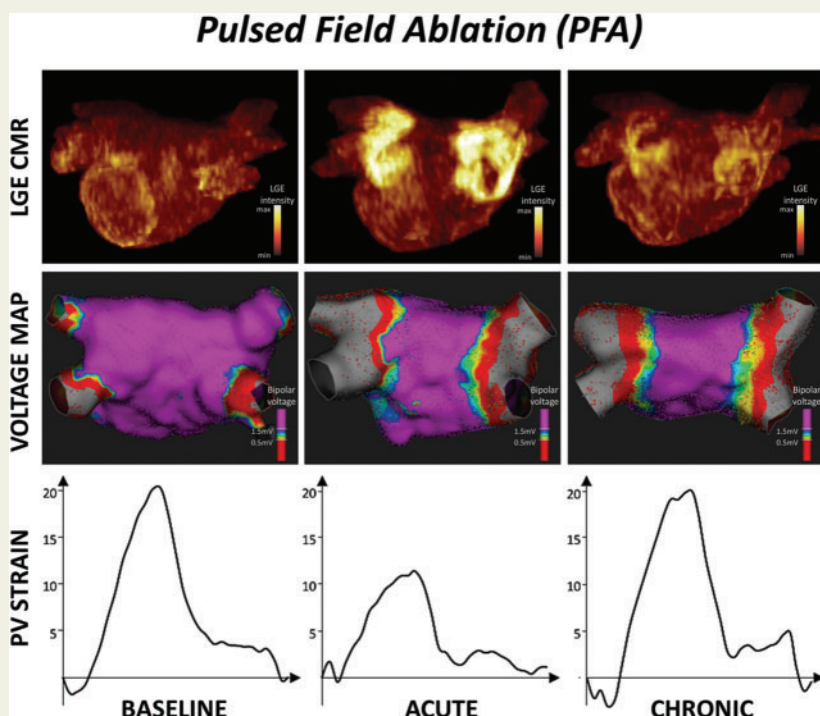 Pulsed Field Ablation (PFA)
LGE CMR
LGE
intensity
max
min
LGE
intensity
max
min
LGE
intensity
max
min
VOLTAGE MAP
Bipolar
voltage
1.5mV
0.5mV
Bipolar
voltage
1.5mV
0.5mV
Bipolar
voltage
1.5mV
0.5mV
PV STRAIN
20
15
10
5
20
15
10
5
20
15
10
5
BASELINE
ACUTE
CHRONIC